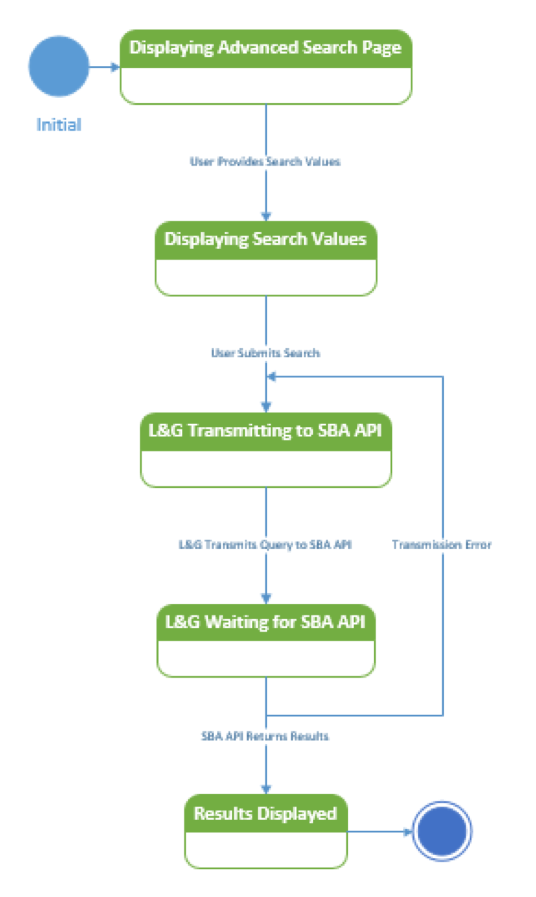 Displaying Advanced Search Page
Initial
User Provides Search Values
Displaying Search Values
User Submits Search
L&G Transmitting to SBA API
L&G Transmits Query to SBA API
Transmission Error
L&G Waiting for SBA API
SBA API Returns Results
Results Displayed